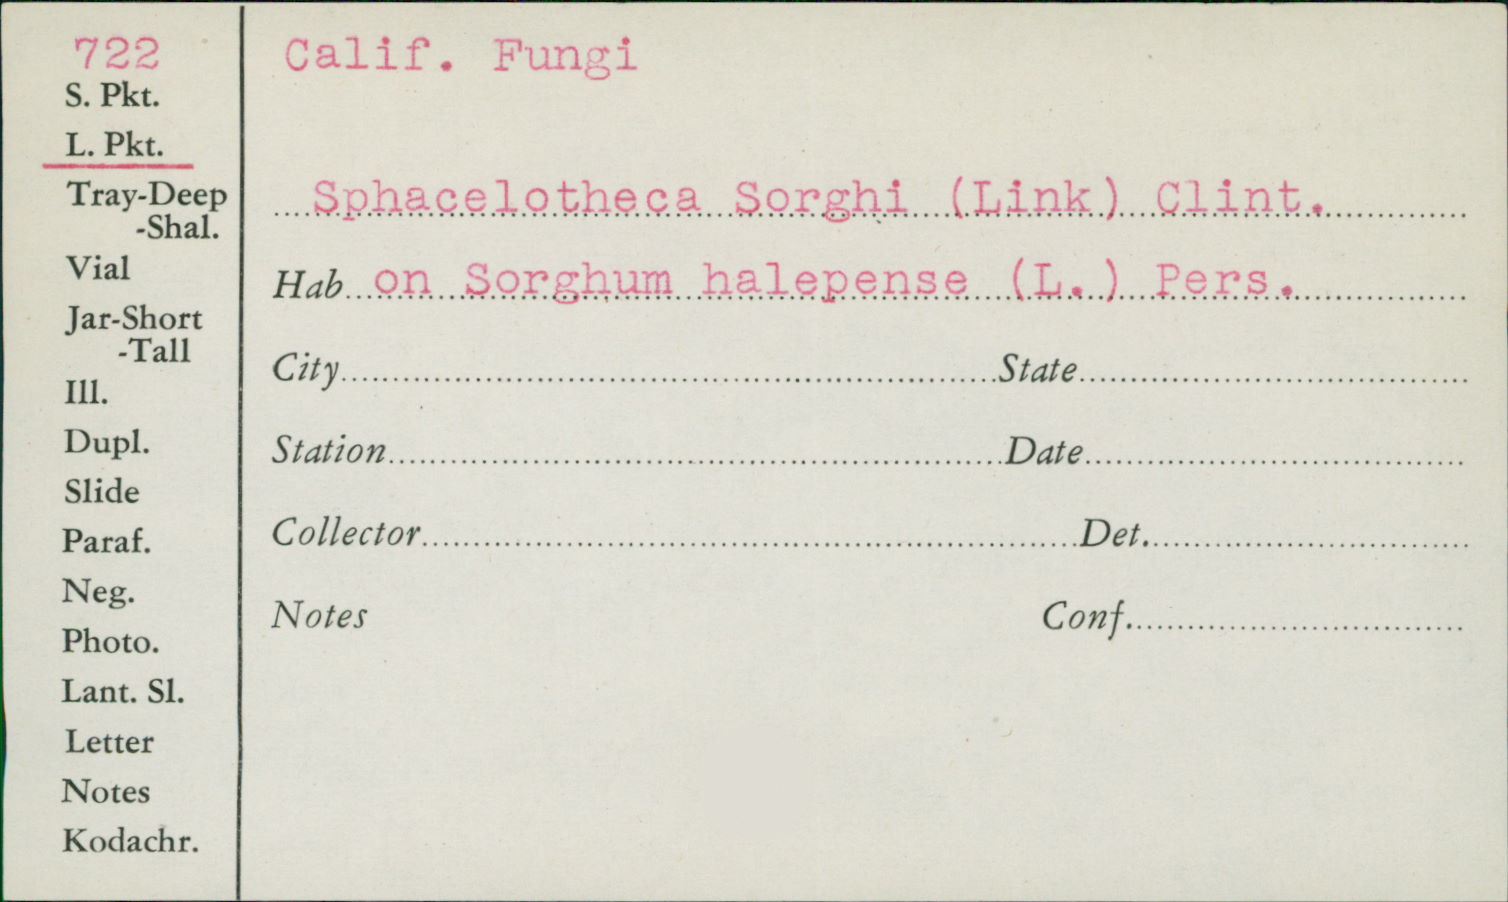 722
S. Pkt.
L. Pkt.
Tray-Deep
-Shal.
Vial
Jar-Short
-Tall
Ill.
Dupl.
Slide
Paraf.
Neg.
Photo.
Lant. Sl.
Letter
Notes
Kodachr.
Calif. Fungi
Sphacelotheca Sorghi (Link) Clint.
Hab on Sorghum halepense (L.) Pers.
City State
Station Date
Collector Det.
Notes Conf.